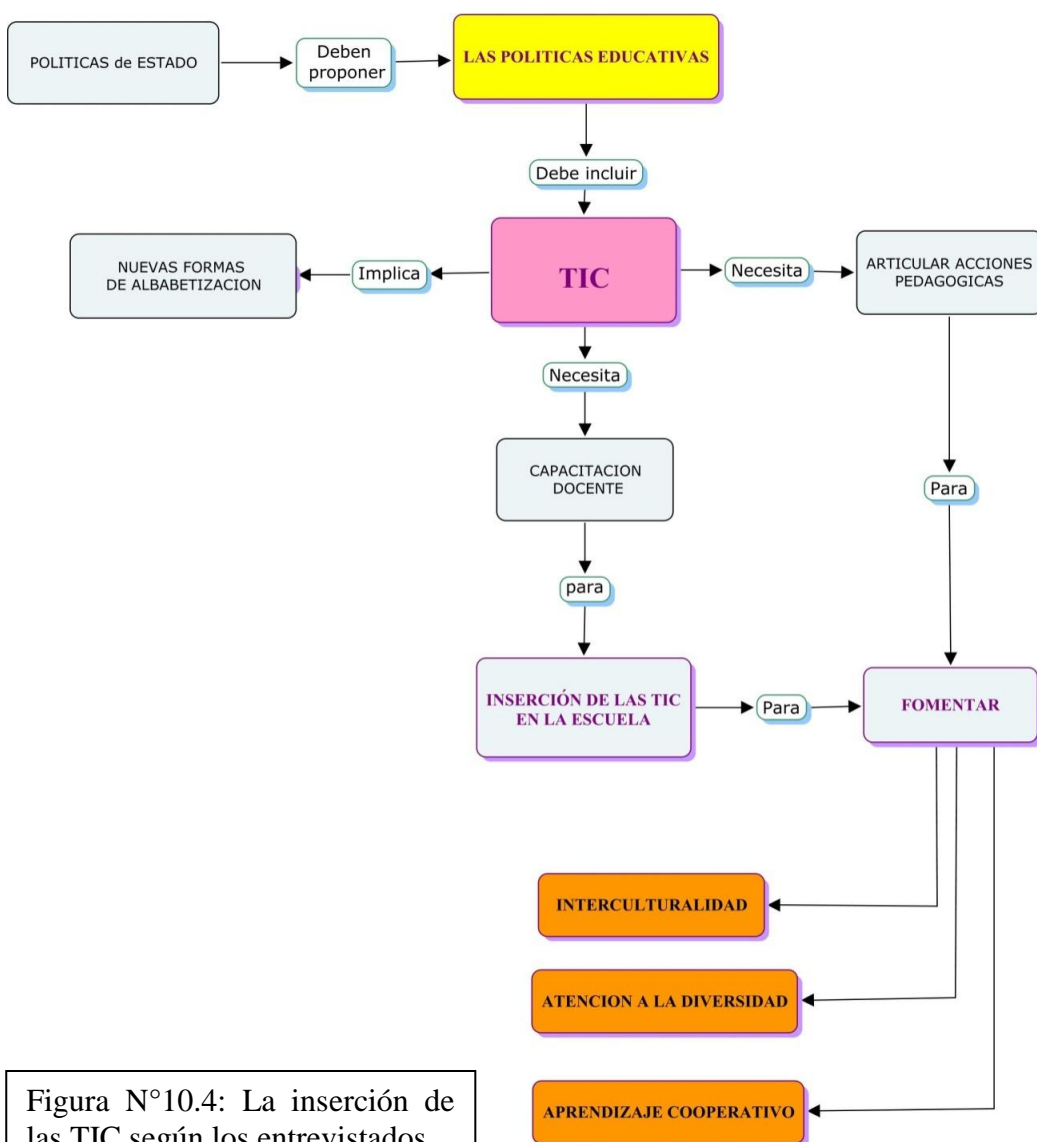 POLITICAS de ESTADO
Deben
proponer
LAS POLITICAS EDUCATIVAS
Debe incluir
NUEVAS FORMAS
DE ALBABETIZACION
Implica
TIC
Necesita
ARTICULAR ACCIONES
PEDAGOGICAS
Necesita
CAPACITACION
DOCENTE
Para
para
INSERCIÓN DE LAS TIC
EN LA ESCUELA
Para
FOMENTAR
INTERCULTURALIDAD
ATENCION A LA DIVERSIDAD
APRENDIZAJE COOPERATIVO
Figura N°10.4: La inserción de
las TIC según los entrevistados